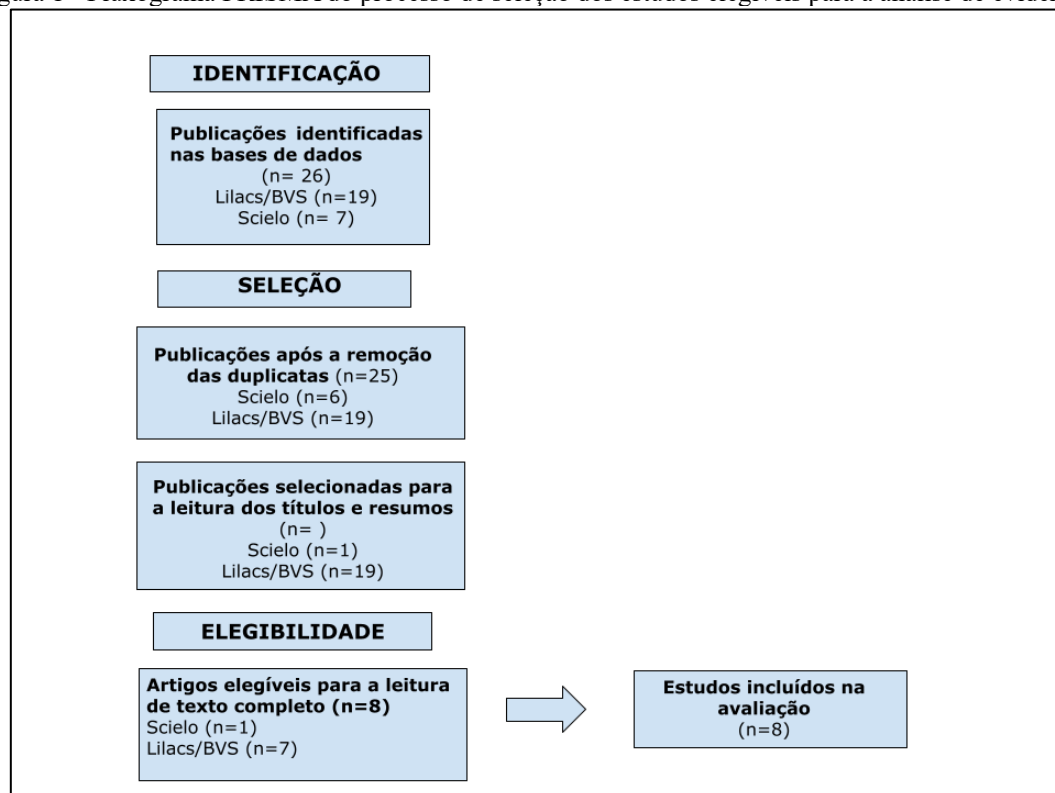 IDENTIFICAÇÃO
Publicações identificadas
nas bases de dados
(n= 26)
Lilacs/BVS (n=19)
Scielo (n= 7)
SELEÇÃO
Publicações após a remoção
das duplicatas (n=25)
Scielo (n=6)
Lilacs/BVS (n=19)
Publicações selecionadas para
a leitura dos títulos e resumos
(n= )
Scielo (n=1)
Lilacs/BVS (n=19)
ELEGIBILIDADE
Artigos elegíveis para a leitura
de texto completo (n=8)
Scielo (n=1)
Lilacs/BVS (n=7)
Estudos incluídos na
avaliação
(n=8)